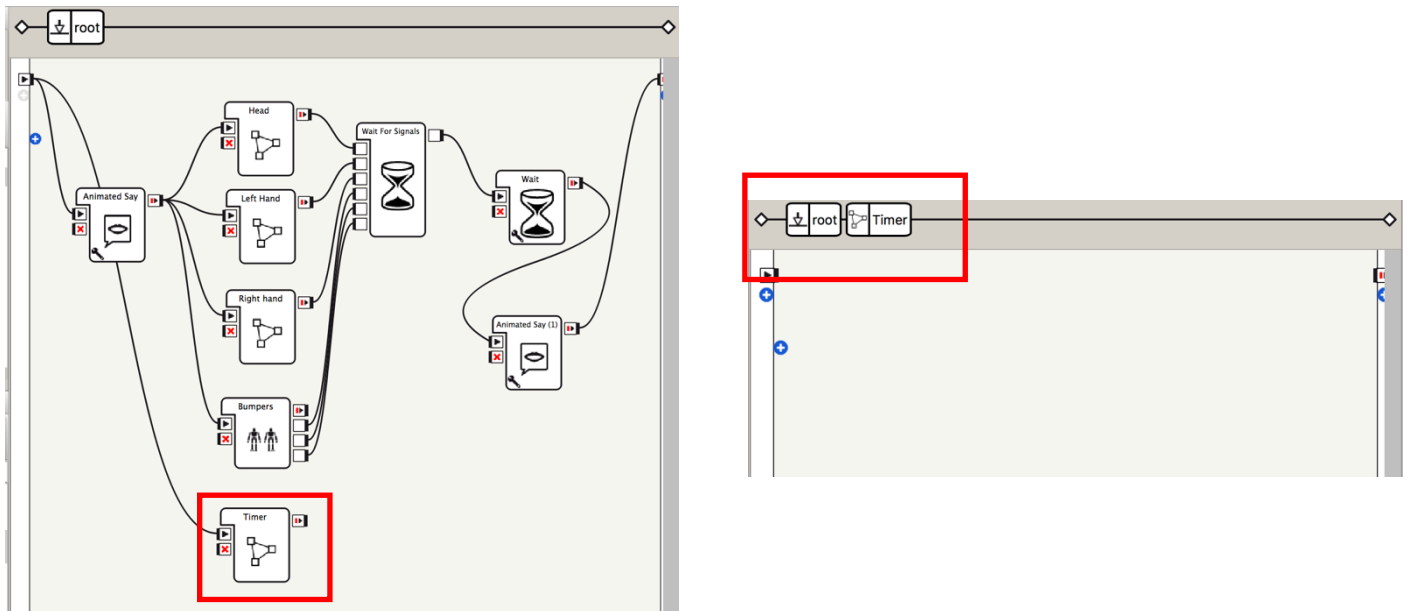 root
Head
Wait For Signals
Wait
Animated Say
Left Hand
Right hand
Animated Say (1)
Bumpers
Timer
root
Timer